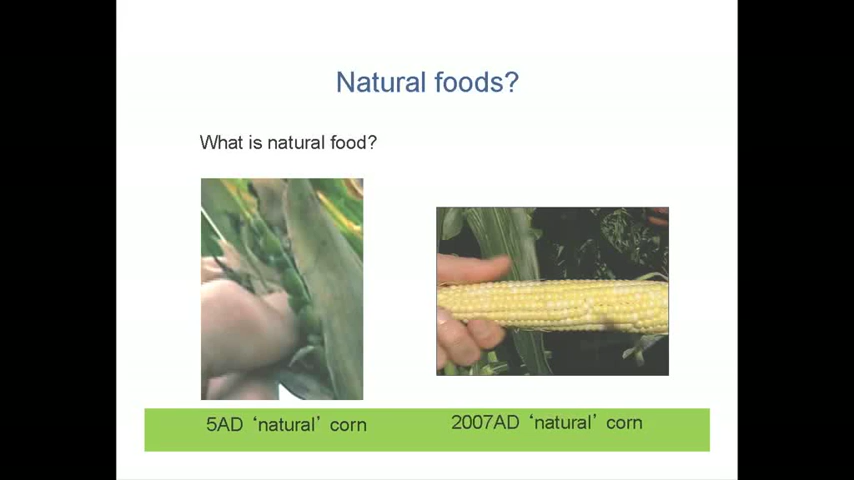 Natural foods?
What is natural food?
5AD ‘natural’ corn
2007AD ‘natural’ corn